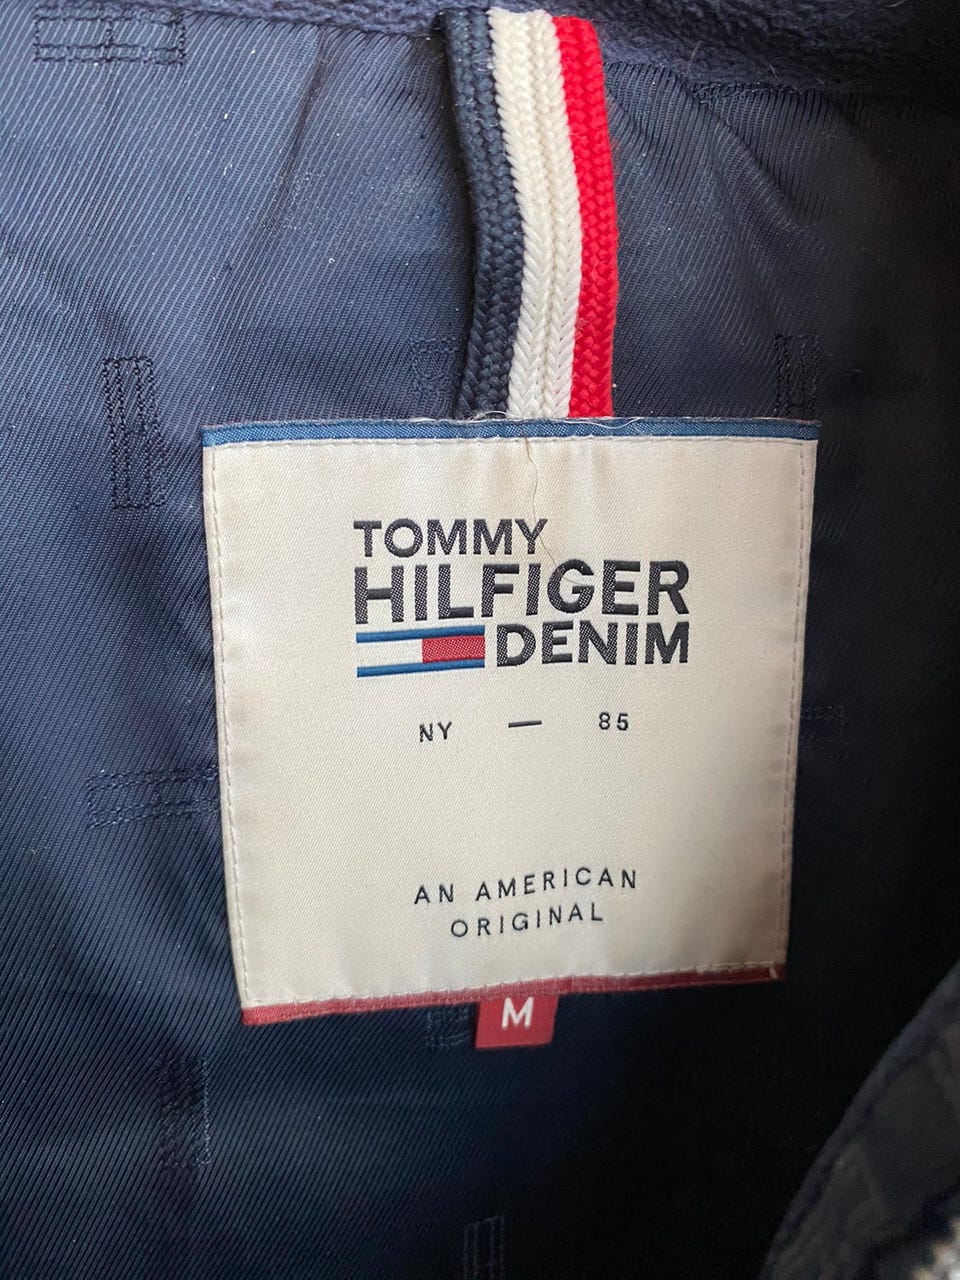 TOMMY
HILFIGER
DENIM
NY — 85
AN AMERICAN
ORIGINAL
M